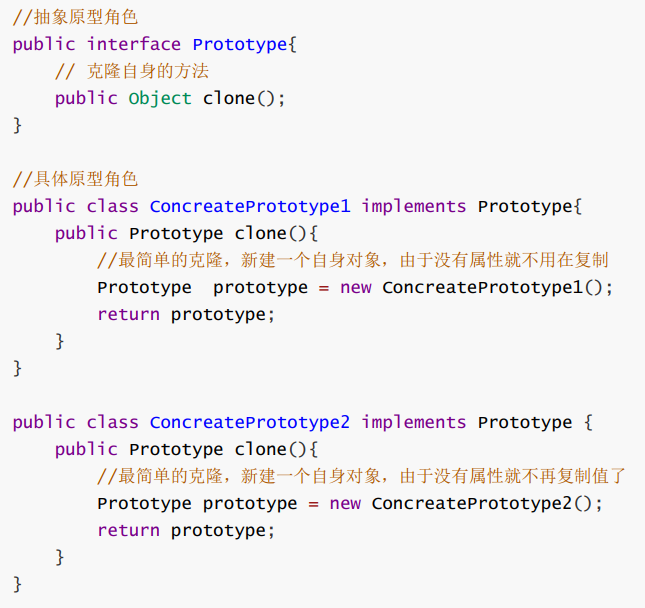 //抽象原型角色
public interface Prototype{
    // 克隆自身的方法
    public Object clone();
}

//具体原型角色
public class ConcreatePrototype1 implements Prototype{
    public Prototype clone(){
        //最简单的克隆，新建一个自身对象，由于没有属性就不用在复制
        Prototype  prototype = new ConcreatePrototype1();
        return prototype;
    }
}

public class ConcreatePrototype2 implements Prototype {
    public Prototype clone(){
        //最简单的克隆，新建一个自身对象，由于没有属性就不再复制值了
        Prototype prototype = new ConcreatePrototype2();
        return prototype;
    }
}